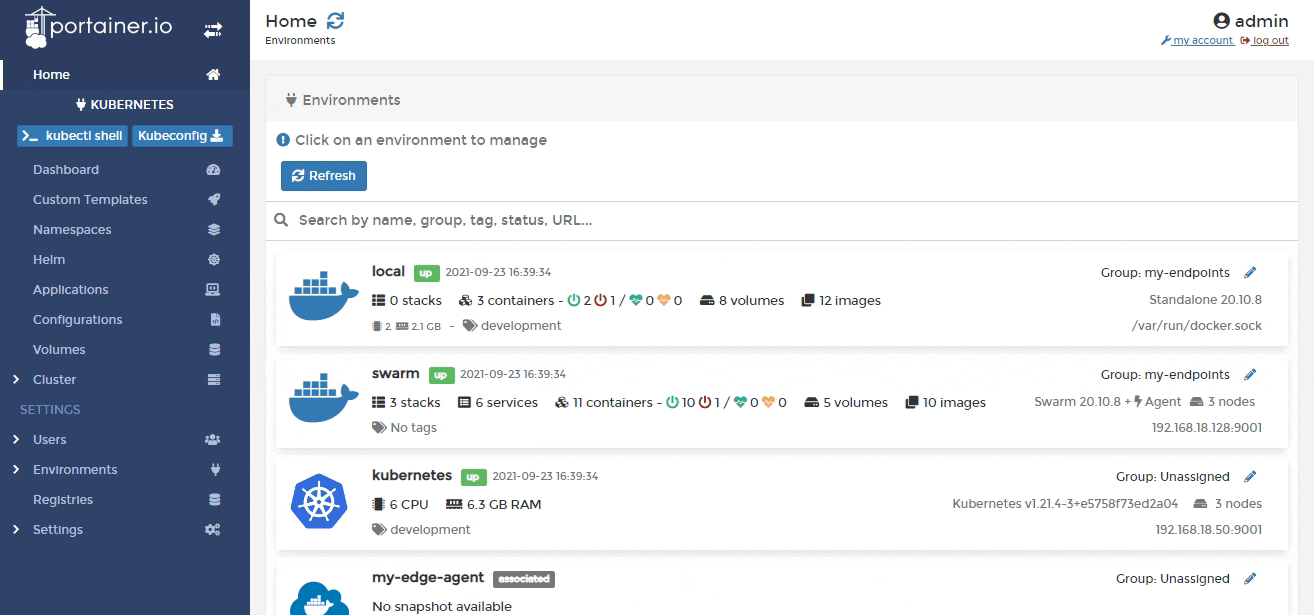 portainer.io
Home
KUBERNETES
kubectl shell
Kubeconfig
Dashboard
Custom Templates
Namespaces
Helm
Applications
Configurations
Volumes
Cluster
SETTINGS
Users
Environments
Registries
Settings
Home
Environments
admin
my account log out
Environments
Click on an environment to manage
Refresh
Search by name, group, tag, status, URL...
local up 2021-09-23 16:39:34 Group: my-endpoints
0 stacks 3 containers - 2 1 / 0 0 8 volumes 12 images Standalone 20.10.8
2 2.1 GB - development /var/run/docker.sock
swarm up 2021-09-23 16:39:34 Group: my-endpoints
3 stacks 6 services 11 containers - 10 1 / 0 0 5 volumes 10 images Swarm 20.10.8 + Agent 3 nodes
No tags 192.168.18.128:9001
kubernetes up 2021-09-23 16:39:34 Group: Unassigned
6 CPU 6.3 GB RAM Kubernetes v1.21.4-3+e5758f73ed2a04 3 nodes
development 192.168.18.50:9001
my-edge-agent associated Group: Unassigned
No snapshot available